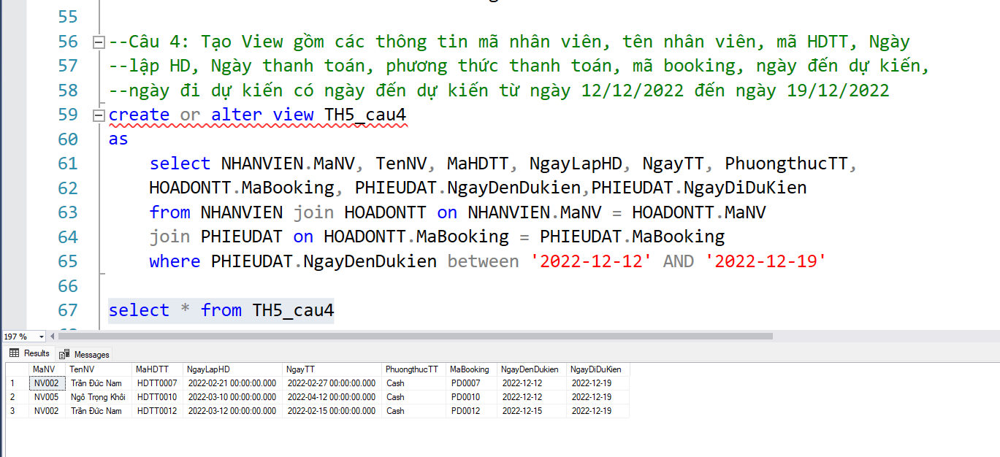 55
56 --Câu 4: Tạo View gồm các thông tin mã nhân viên, tên nhân viên, mã HDTT, Ngày
57 --lập HD, Ngày thanh toán, phương thức thanh toán, mã booking, ngày đến dự kiến,
58 --ngày đi dự kiến có ngày đến dự kiến từ ngày 12/12/2022 đến ngày 19/12/2022
59 create or alter view TH5_cau4
60 as
61 select NHANVIEN.MaNV, TenNV, MaHDTT, NgayLapHD, NgayTT, PhuongthucTT,
62 HOADONTT.MaBooking, PHIEUDAT.NgayDenDukien,PHIEUDAT.NgayDiDuKien
63 from NHANVIEN join HOADONTT on NHANVIEN.MaNV = HOADONTT.MaNV
64 join PHIEUDAT on HOADONTT.MaBooking = PHIEUDAT.MaBooking
65 where PHIEUDAT.NgayDenDukien between '2022-12-12' AND '2022-12-19'
66
67 select * from TH5_cau4
197 %
Results Messages
MaNV TenNV MaHDTT NgayLapHD NgayTT PhuongthucTT MaBooking NgayDenDukien NgayDiDuKien
1 NV002 Trần Đức Nam HDTT0007 2022-02-21 00:00:00.000 2022-02-27 00:00:00.000 Cash PD0007 2022-12-12 2022-12-19
2 NV005 Ngô Trọng Khôi HDTT0010 2022-03-10 00:00:00.000 2022-04-12 00:00:00.000 Cash PD0010 2022-12-12 2022-12-19
3 NV002 Trần Đức Nam HDTT0012 2022-03-12 00:00:00.000 2022-02-15 00:00:00.000 Cash PD0012 2022-12-15 2022-12-19